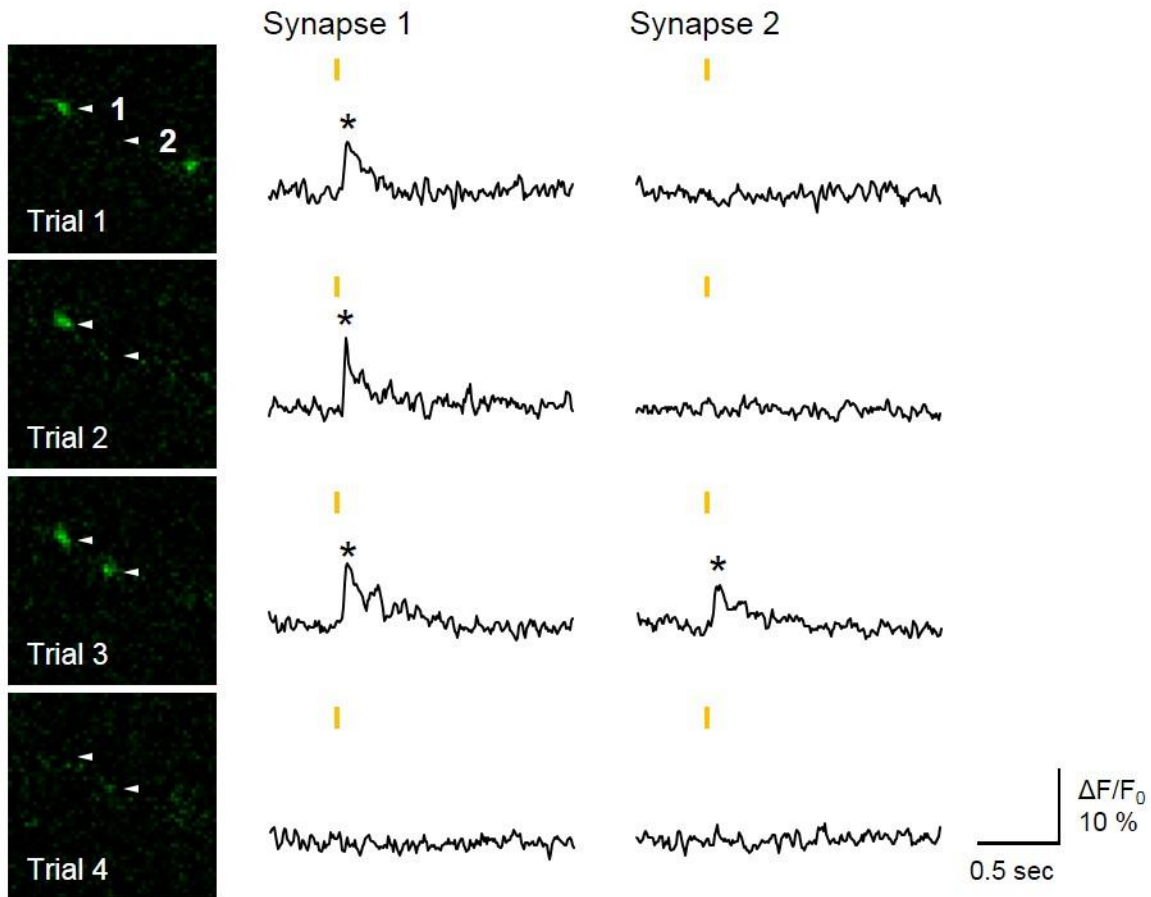 Synapse 1
Synapse 2
1
2
Trial 1
*
Trial 2
*
Trial 3
*
*
Trial 4
ΔF/F₀
10 %
0.5 sec